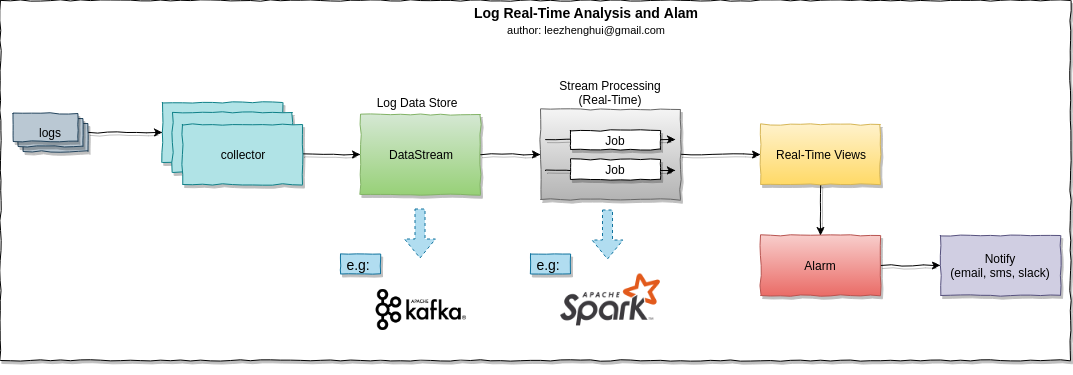 Log Real-Time Analysis and Alam
author: leezhenghui@gmail.com
logs
collector
Log Data Store
DataStream
Stream Processing
(Real-Time)
Job
Job
Real-Time Views
Alarm
Notify
(email, sms, slack)
e.g:
APACHE
kafka®
e.g:
APACHE
Spark™